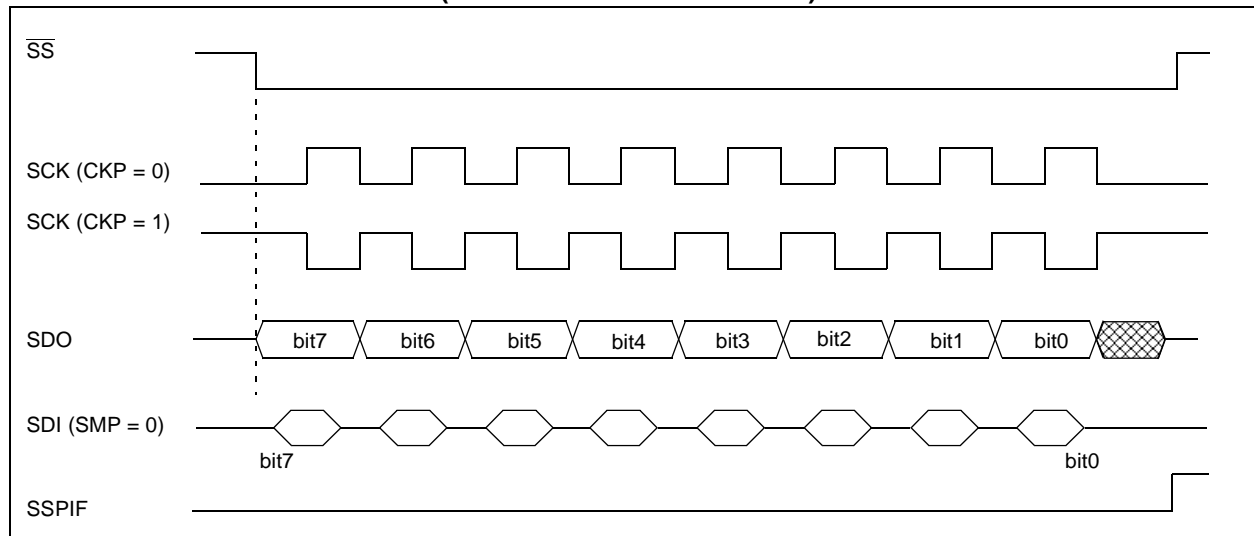 SS
SCK (CKP = 0)
SCK (CKP = 1)
SDO bit7 bit6 bit5 bit4 bit3 bit2 bit1 bit0
SDI (SMP = 0)
bit7 bit0
SSPIF